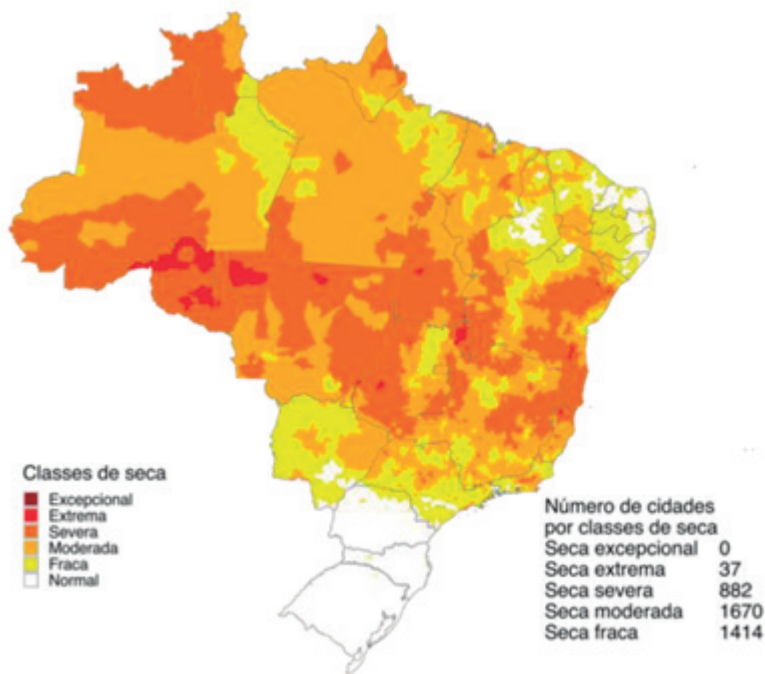 Classes de seca
Excepcional
Extrema
Severa
Moderada
Fraca
Normal
Número de cidades
por classes de seca
Seca excepcional 0
Seca extrema 37
Seca severa 882
Seca moderada 1670
Seca fraca 1414